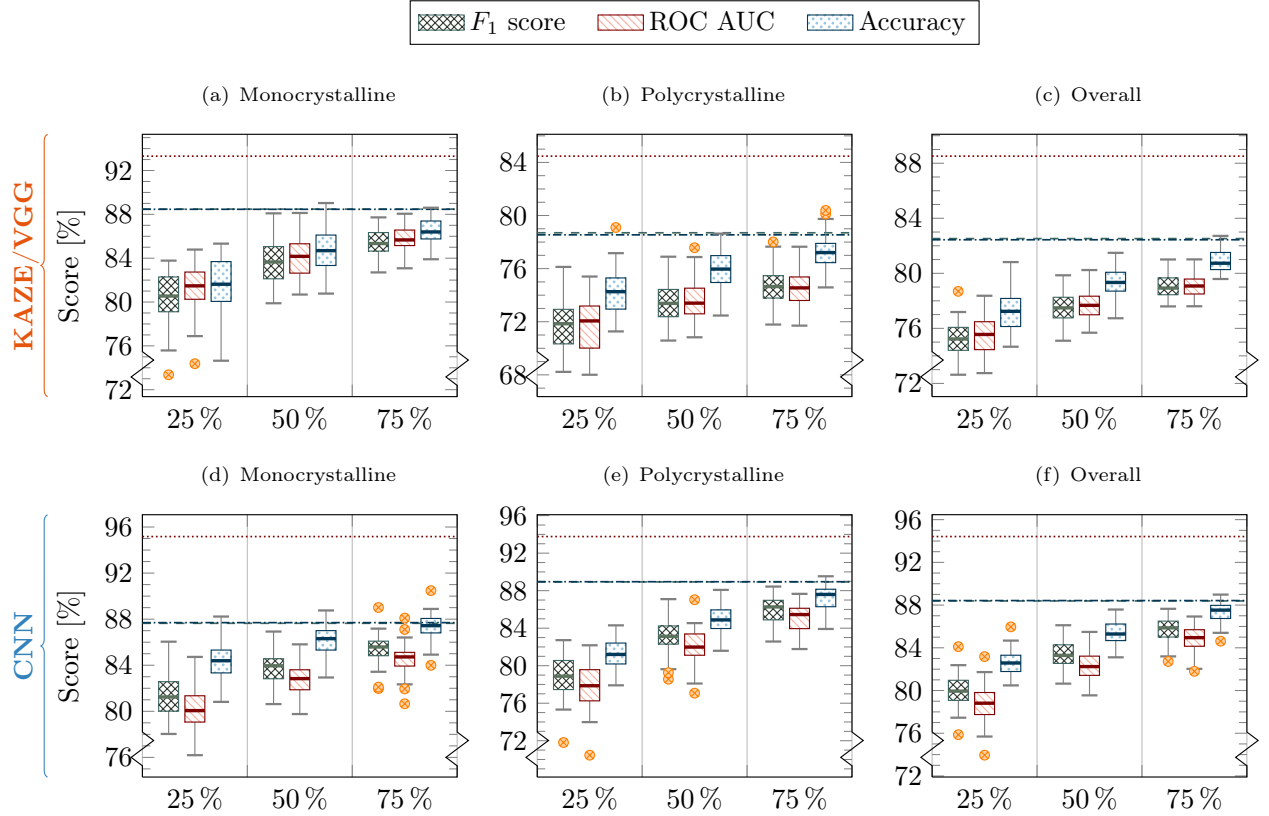 F₁ score ROC AUC Accuracy
(a) Monocrystalline (b) Polycrystalline (c) Overall
KAZE/VGG
Score [%]
92
88
84
80
76
72
25 % 50 % 75 %
84
80
76
72
68
25 % 50 % 75 %
88
84
80
76
72
25 % 50 % 75 %
(d) Monocrystalline (e) Polycrystalline (f) Overall
CNN
Score [%]
96
92
88
84
80
76
25 % 50 % 75 %
96
92
88
84
80
76
72
25 % 50 % 75 %
96
92
88
84
80
76
72
25 % 50 % 75 %